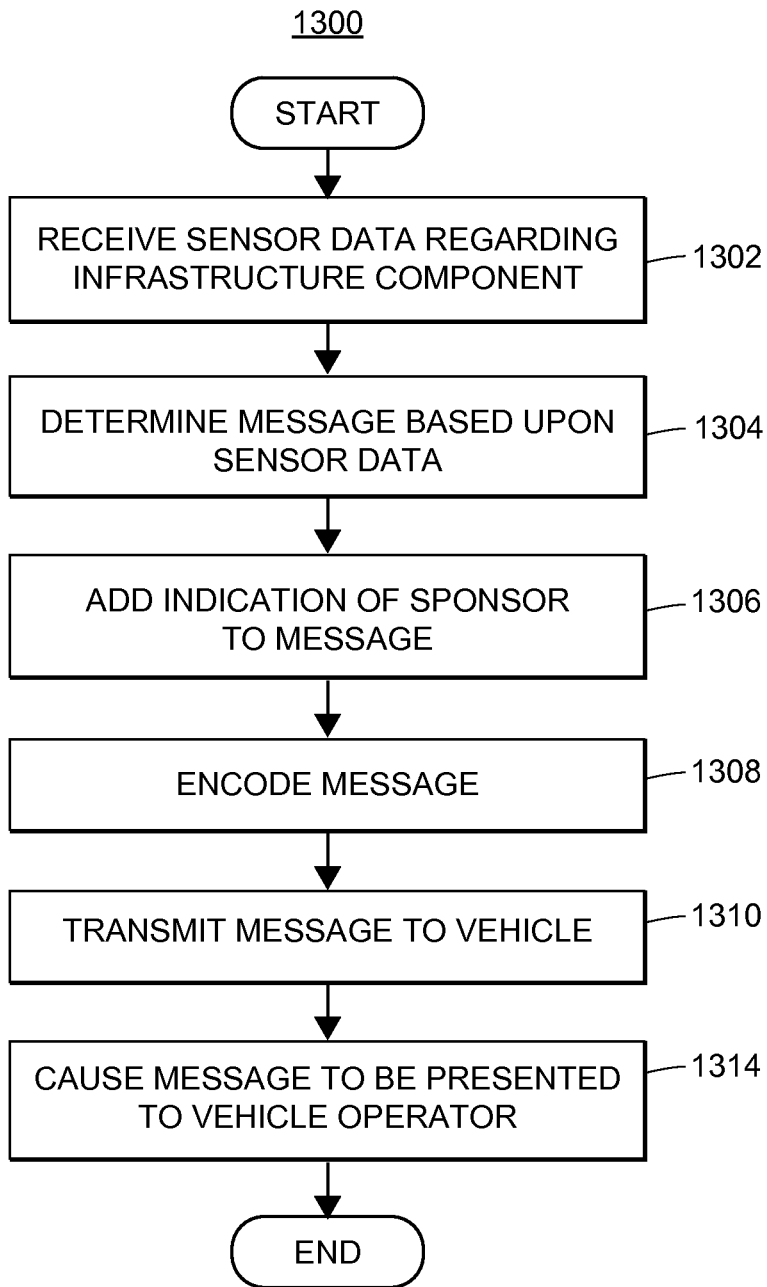 1300
START
RECEIVE SENSOR DATA REGARDING
INFRASTRUCTURE COMPONENT
1302
DETERMINE MESSAGE BASED UPON
SENSOR DATA
1304
ADD INDICATION OF SPONSOR
TO MESSAGE
1306
ENCODE MESSAGE
1308
TRANSMIT MESSAGE TO VEHICLE
1310
CAUSE MESSAGE TO BE PRESENTED
TO VEHICLE OPERATOR
1314
END